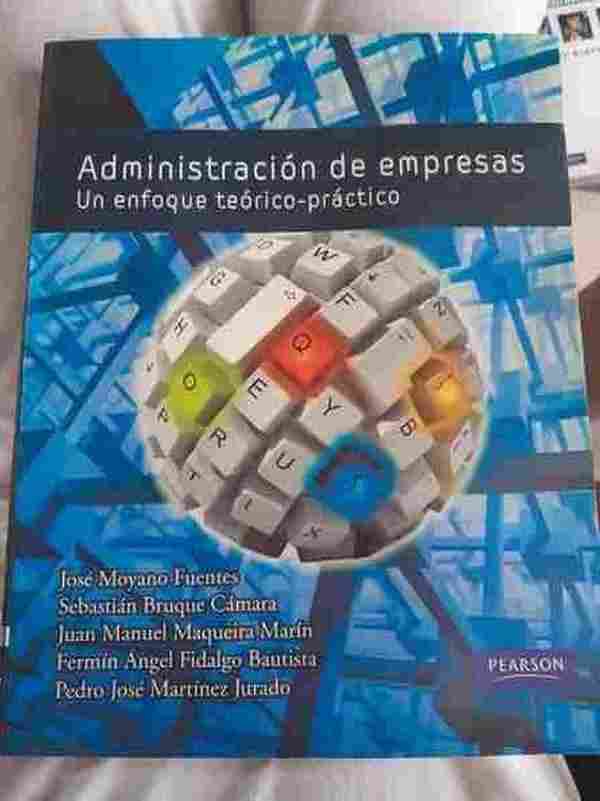 Administración de empresas
Un enfoque teórico-práctico
W
G
F
Z
H
Q
O
E
Y
P
R
B
U
I
X
José Moyano Fuentes
Sebastián Bruque Cámara
Juan Manuel Maqueira Marín
Fermín Angel Fidalgo Bautista
Pedro José Martínez Jurado
PEARSON